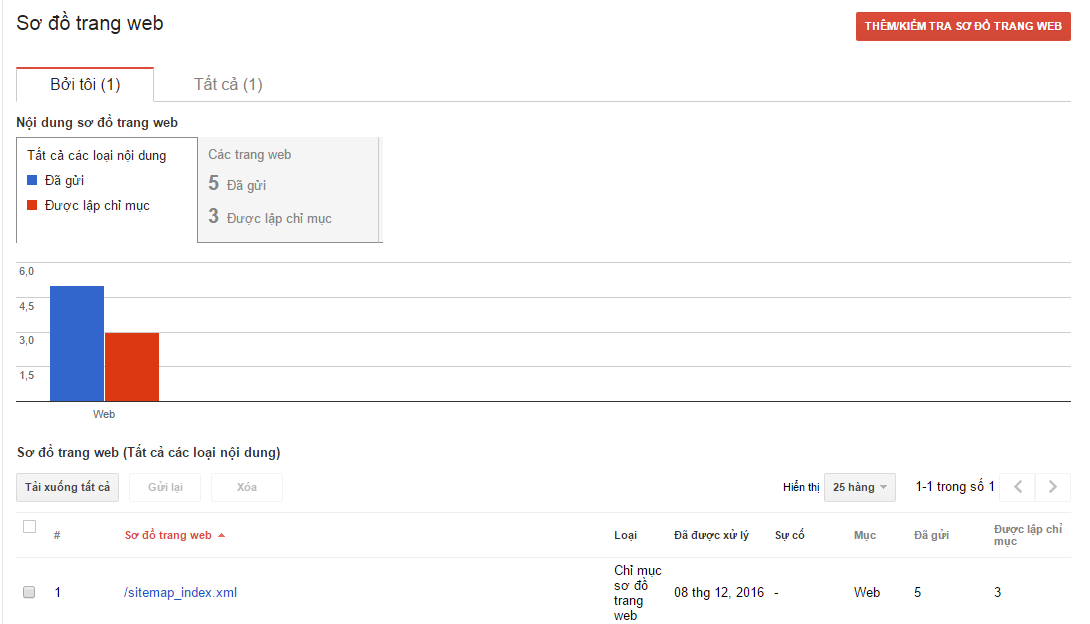 Sơ đồ trang web
THÊM/KIỂM TRA SƠ ĐỒ TRANG WEB
Bởi tôi (1)
Tất cả (1)
Nội dung sơ đồ trang web
Tất cả các loại nội dung
Đã gửi
Được lập chỉ mục
Các trang web
5 Đã gửi
3 Được lập chỉ mục
6,0
4,5
3,0
1,5
Web
Sơ đồ trang web (Tất cả các loại nội dung)
Tải xuống tất cả
Gửi lại
Xóa
Hiển thị
25 hàng
1-1 trong số 1
#
Sơ đồ trang web
Loại
Đã được xử lý
Sự cố
Mục
Đã gửi
Được lập chỉ
mục
1
/sitemap_index.xml
Chỉ mục
sơ đồ
trang
web
08 thg 12, 2016
-
Web
5
3